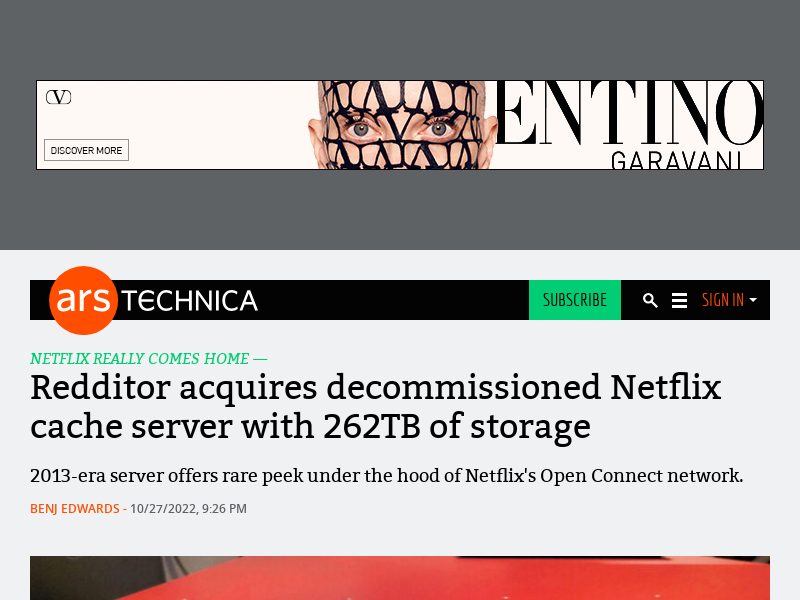 V
ENTINO
DISCOVER MORE
GARAVANI
ars TECHNICA
SUBSCRIBE
SIGN IN
NETFLIX REALLY COMES HOME —
Redditor acquires decommissioned Netflix
cache server with 262TB of storage
2013-era server offers rare peek under the hood of Netflix's Open Connect network.
BENJ EDWARDS - 10/27/2022, 9:26 PM